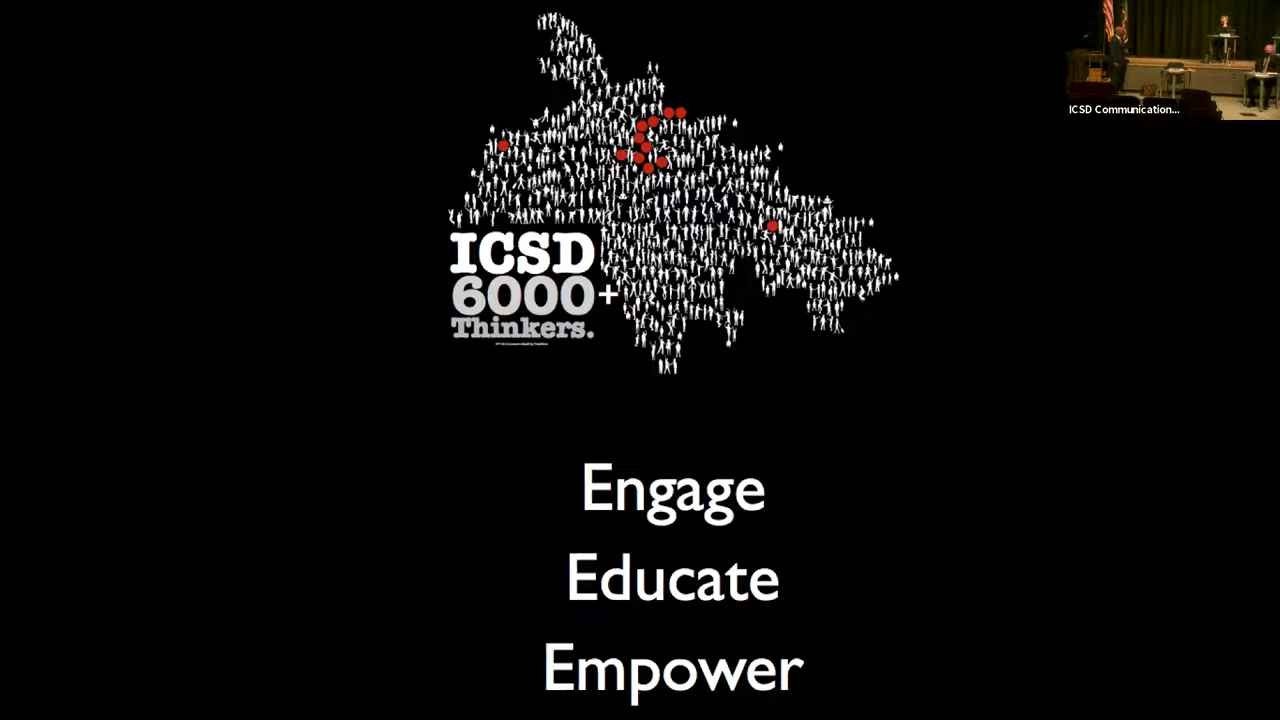 ICSD Communication...
ICSD
6000+
Thinkers.
Engage
Educate
Empower